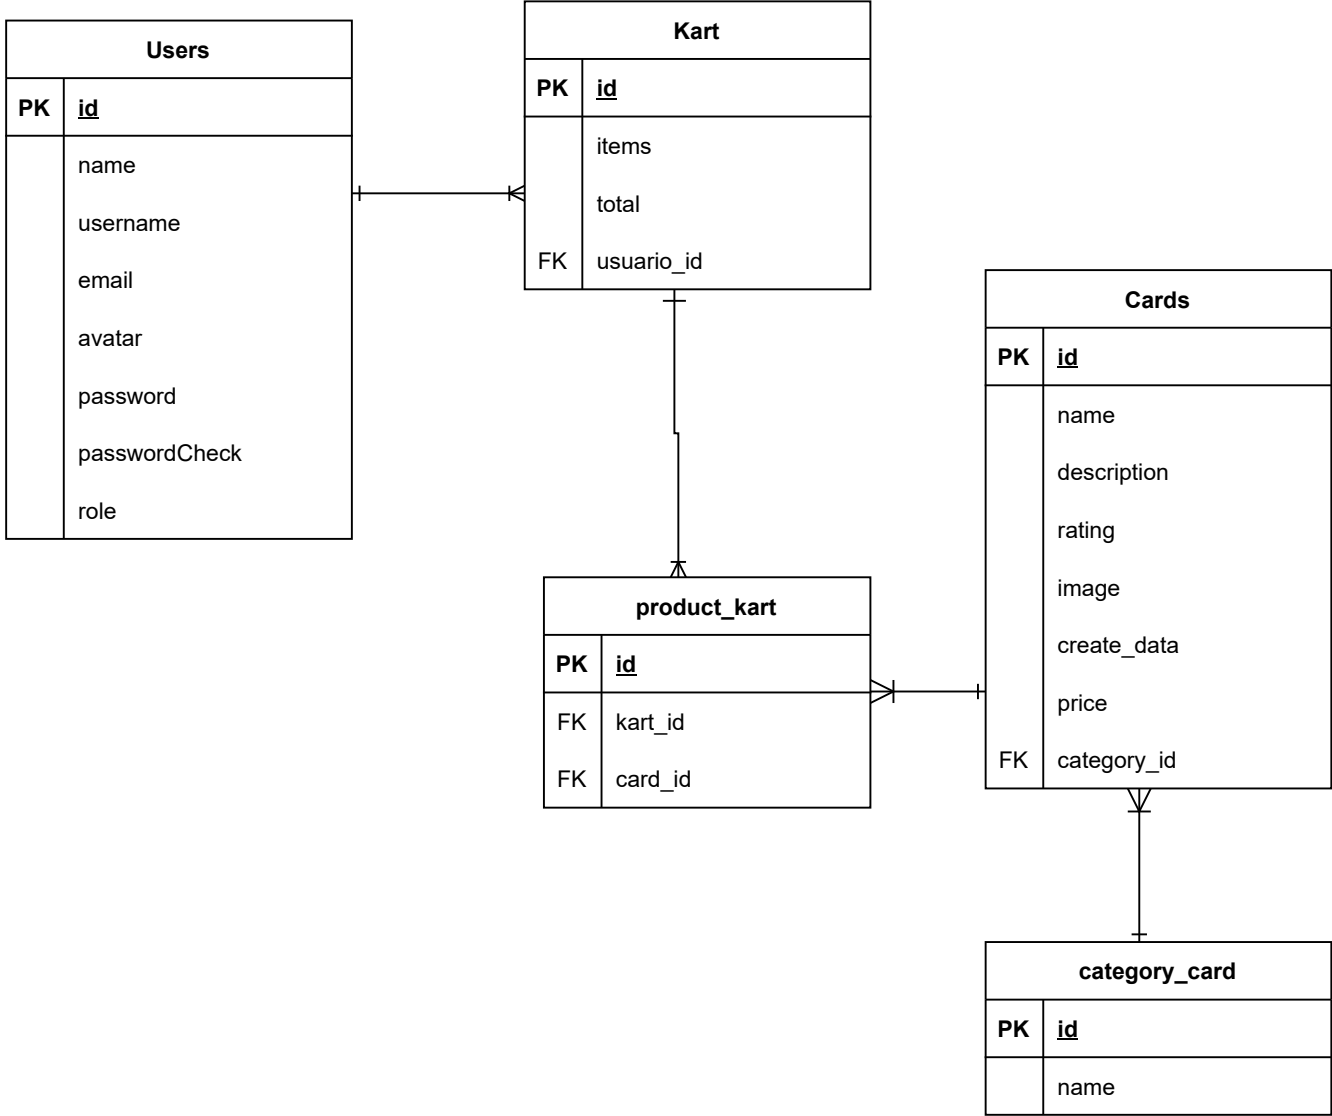 Users
PK id
name
username
email
avatar
password
passwordCheck
role
Kart
PK id
items
total
FK usuario_id
product_kart
PK id
FK kart_id
FK card_id
Cards
PK id
name
description
rating
image
create_data
price
FK category_id
category_card
PK id
name